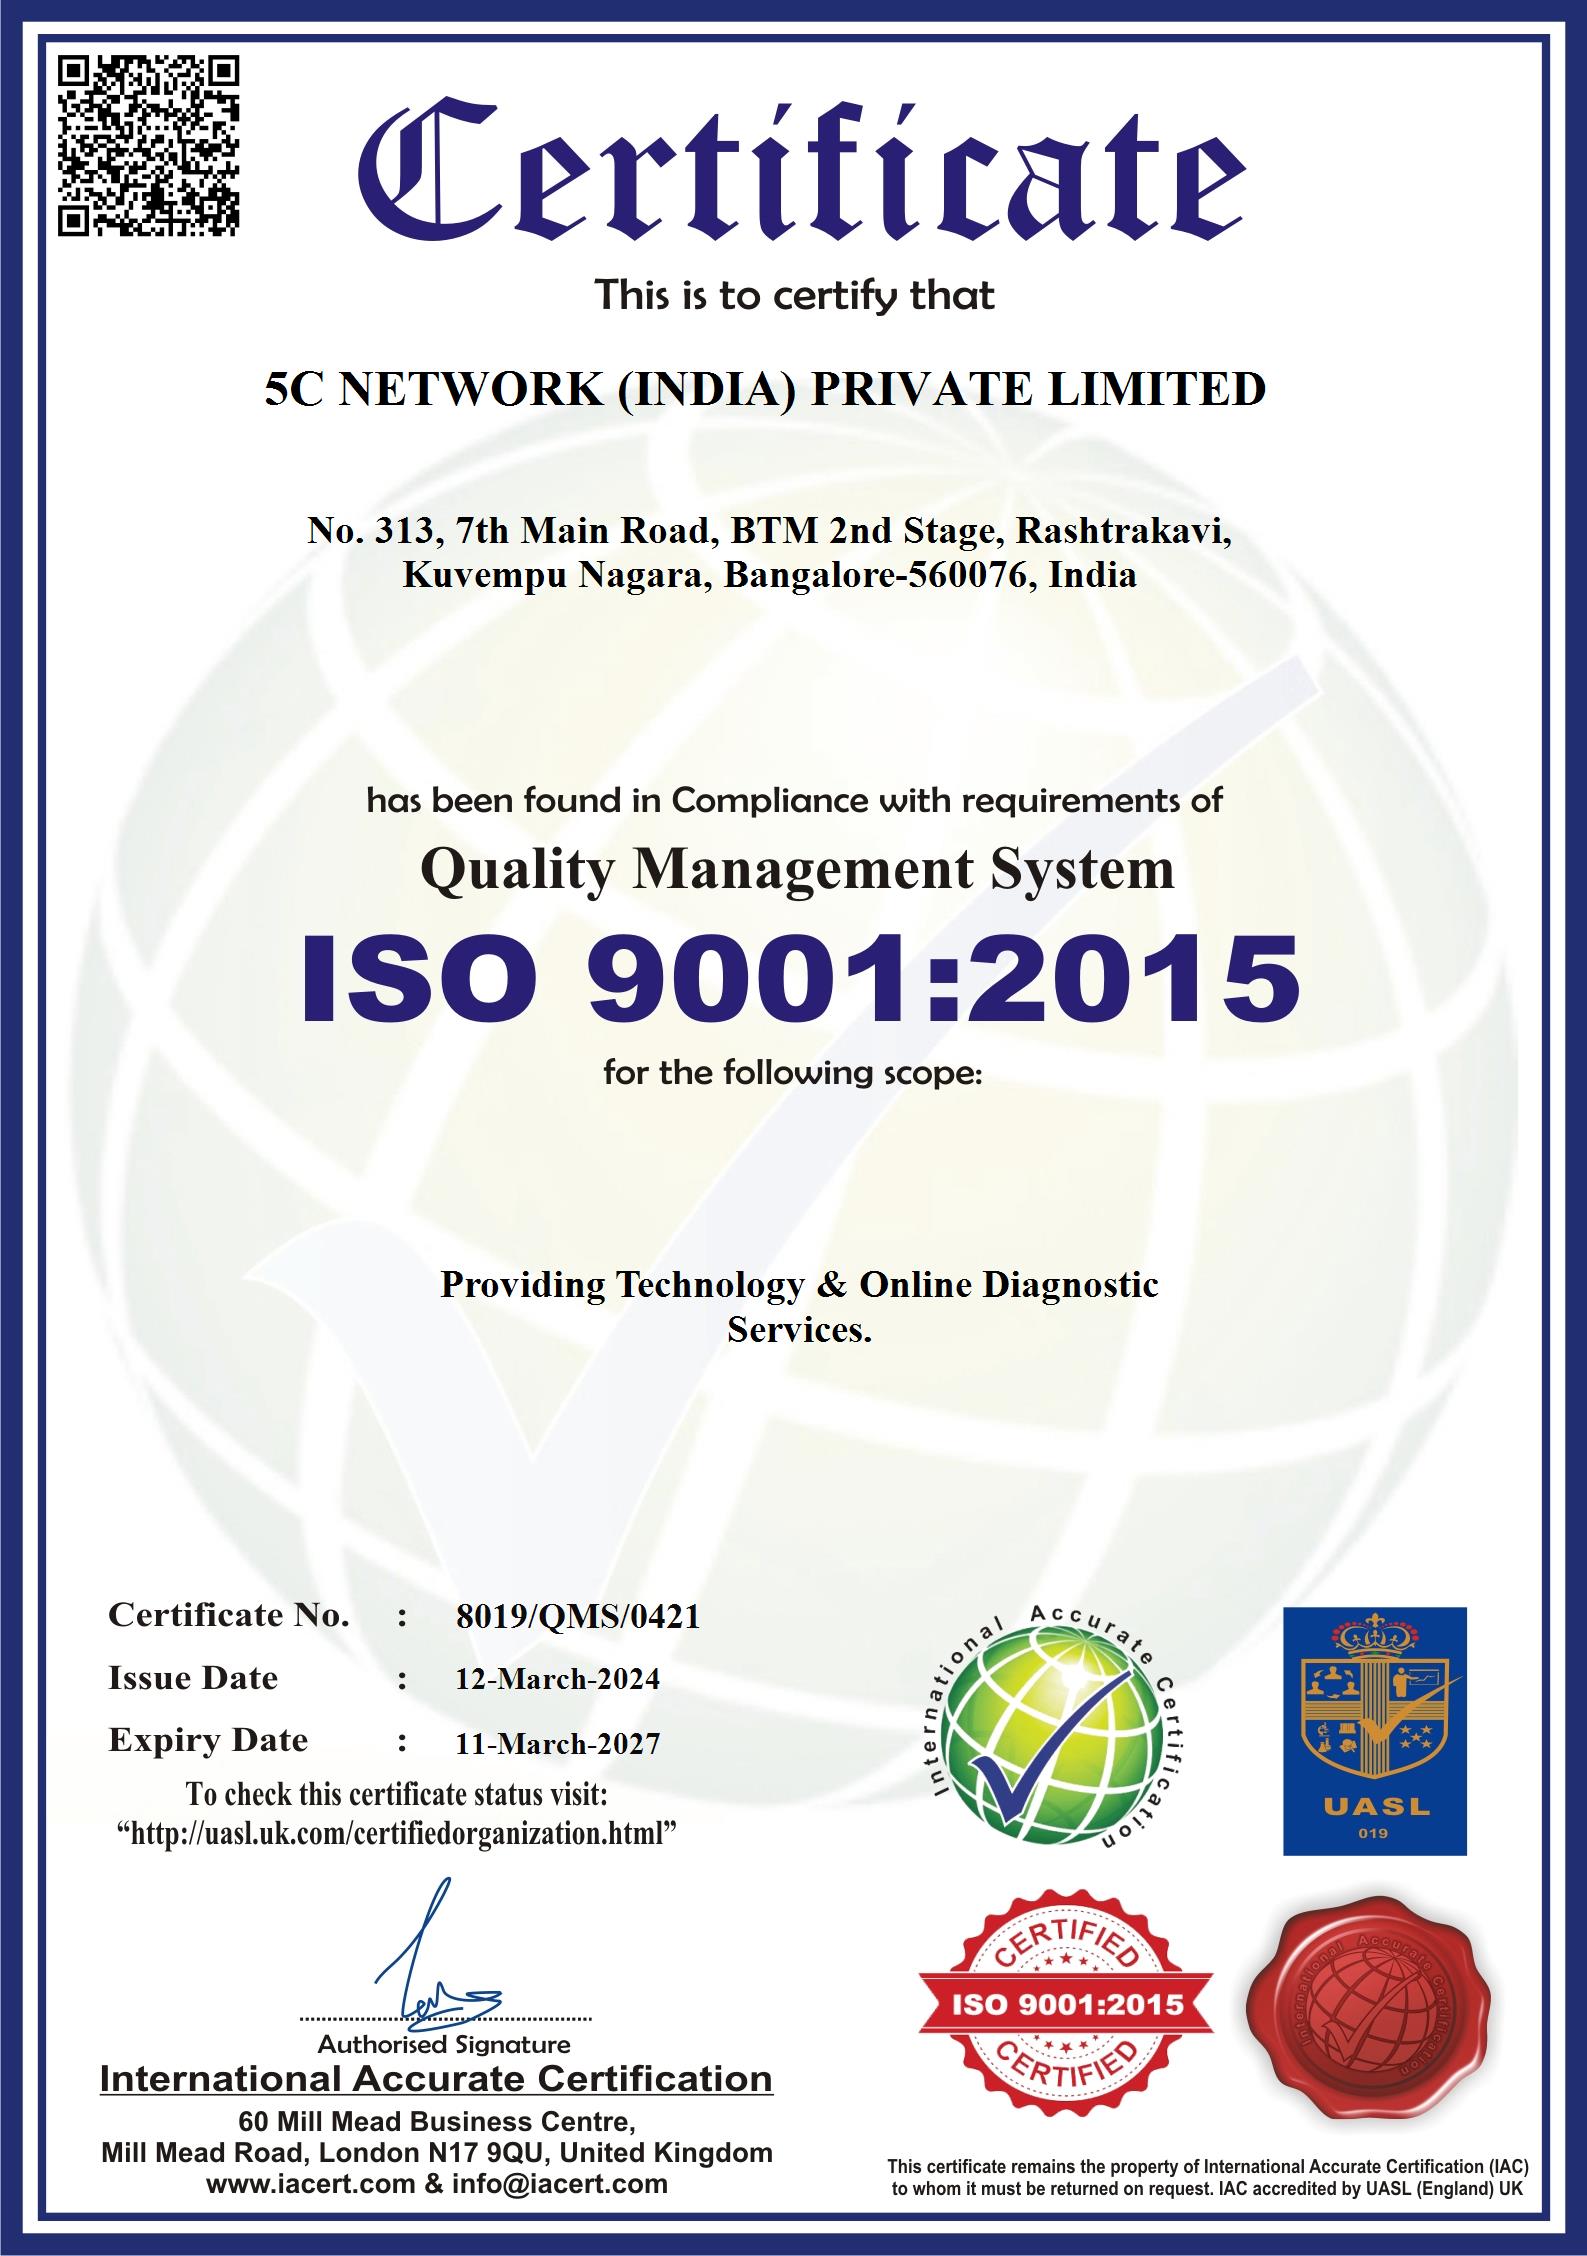 Certificate
This is to certify that
5C NETWORK (INDIA) PRIVATE LIMITED
No. 313, 7th Main Road, BTM 2nd Stage, Rashtrakavi,
Kuvempu Nagara, Bangalore-560076, India
has been found in Compliance with requirements of
Quality Management System
ISO 9001:2015
for the following scope:
Providing Technology & Online Diagnostic
Services.
Certificate No. : 8019/QMS/0421
Issue Date : 12-March-2024
Expiry Date : 11-March-2027
To check this certificate status visit:
“http://uasl.uk.com/certifiedorganization.html”
Authorised Signature
International Accurate Certification
60 Mill Mead Business Centre,
Mill Mead Road, London N17 9QU, United Kingdom
www.iacert.com & info@iacert.com
International Accurate Certification
UASL
019
CERTIFIED
ISO 9001:2015
CERTIFIED
International Accurate Certification
This certificate remains the property of International Accurate Certification (IAC)
to whom it must be returned on request. IAC accredited by UASL (England) UK